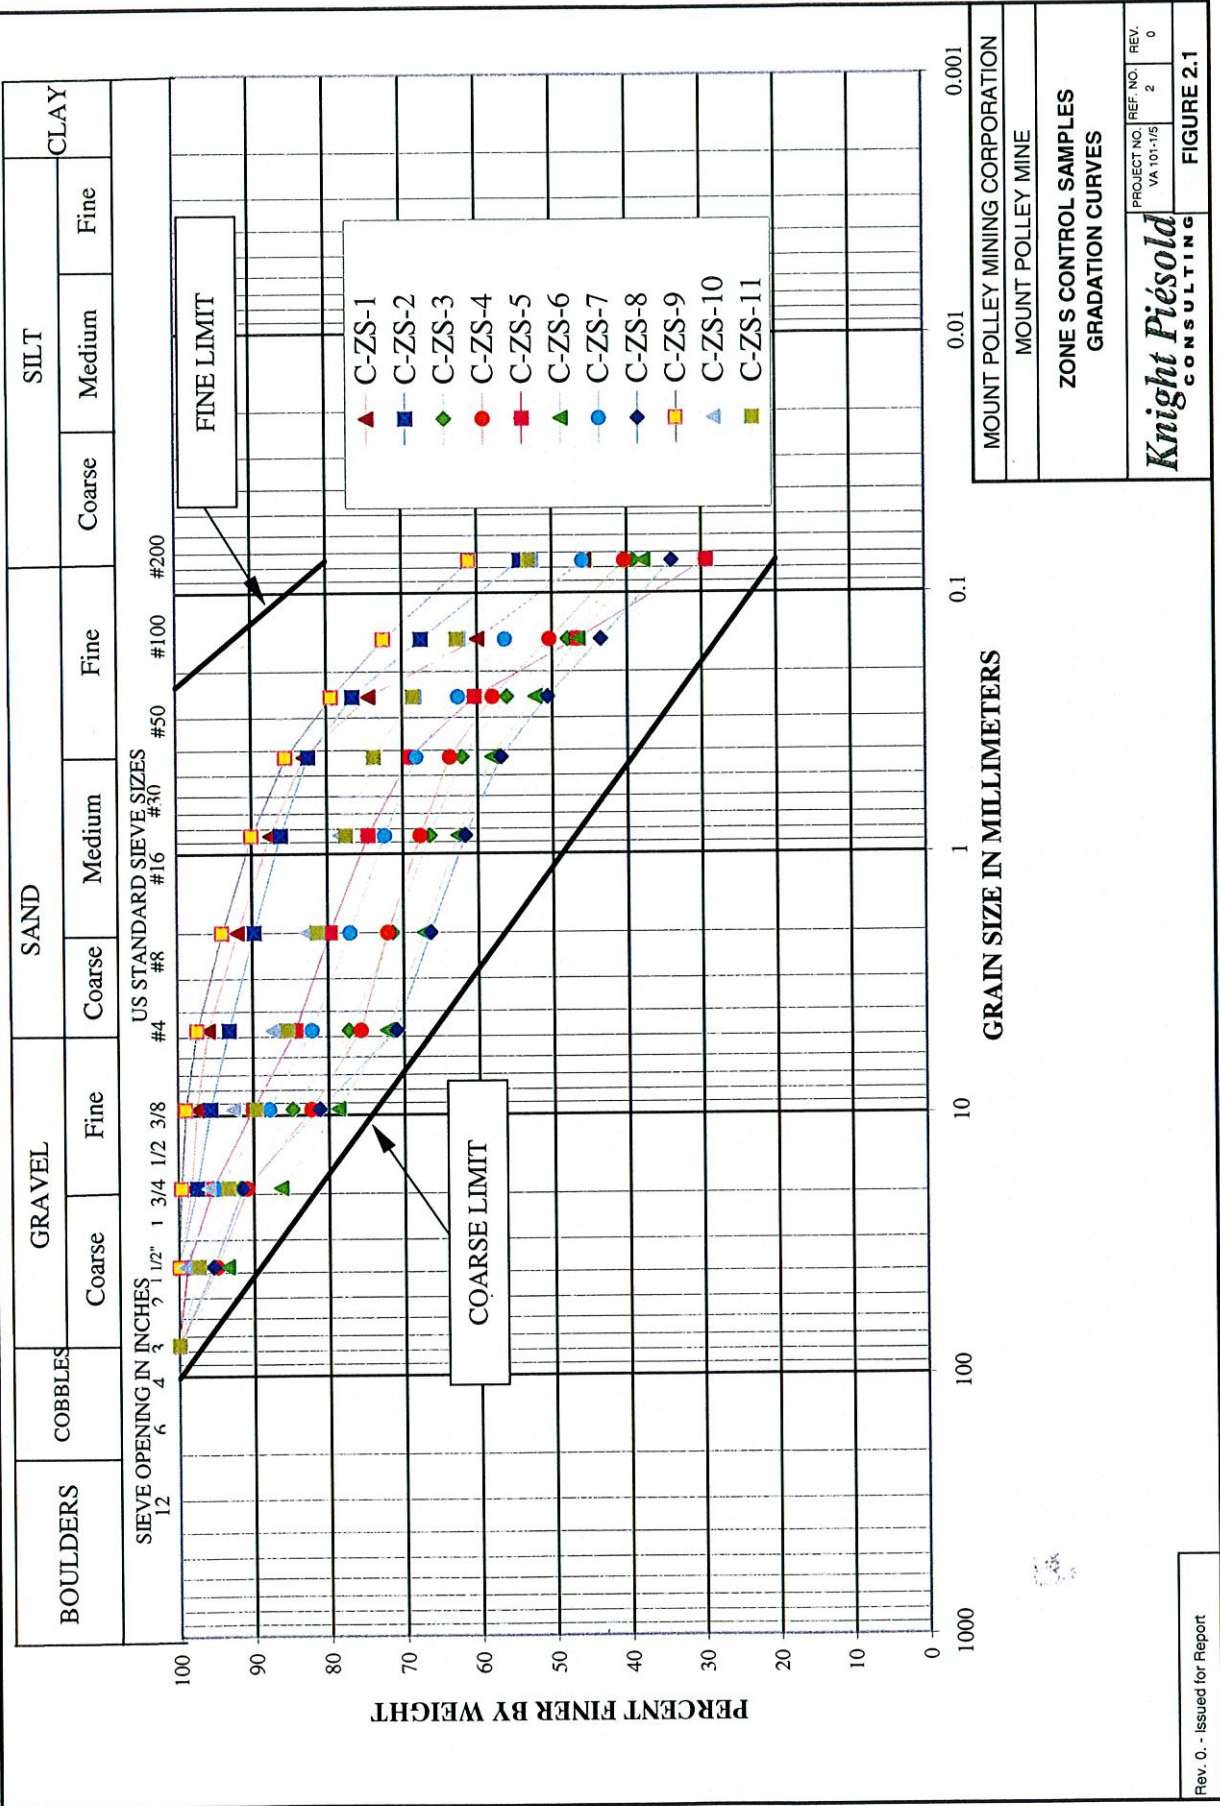 BOULDERS COBBLES GRAVEL SAND SILT CLAY
Coarse Fine Coarse Medium Fine Coarse Medium Fine
SIEVE OPENING IN INCHES US STANDARD SIEVE SIZES
12 6 4 3 2 1 1/2" 1 3/4 1/2 3/8 #4 #8 #16 #30 #50 #100 #200
PERCENT FINER BY WEIGHT
100
90
80
70
60
50
40
30
20
10
0
1000 100 10 1 0.1 0.01 0.001
GRAIN SIZE IN MILLIMETERS
FINE LIMIT
COARSE LIMIT
C-ZS-1
C-ZS-2
C-ZS-3
C-ZS-4
C-ZS-5
C-ZS-6
C-ZS-7
C-ZS-8
C-ZS-9
C-ZS-10
C-ZS-11
MOUNT POLLEY MINING CORPORATION
MOUNT POLLEY MINE
ZONE S CONTROL SAMPLES
GRADATION CURVES
Knight Piésold
CONSULTING
PROJECT NO. REF. NO. REV.
VA 101-1/5 2 0
FIGURE 2.1
Rev. 0. - Issued for Report